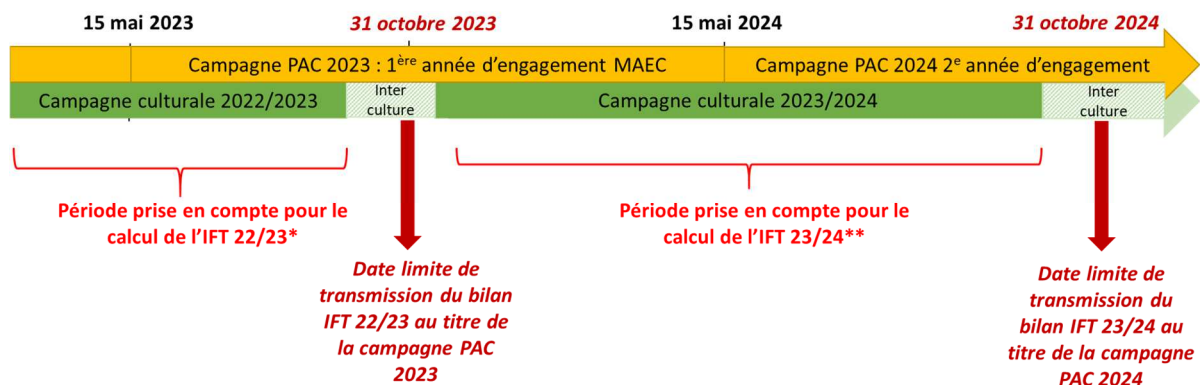 15 mai 2023
31 octobre 2023
15 mai 2024
31 octobre 2024
Campagne PAC 2023 : 1ère année d’engagement MAEC
Campagne PAC 2024 2e année d’engagement
Campagne culturale 2022/2023
Inter
culture
Campagne culturale 2023/2024
Inter
culture
Période prise en compte pour le
calcul de l’IFT 22/23*
Période prise en compte pour le
calcul de l’IFT 23/24**
Date limite de
transmission du bilan
IFT 22/23 au titre de
la campagne PAC
2023
Date limite de
transmission du
bilan IFT 23/24 au
titre de la campagne
PAC 2024